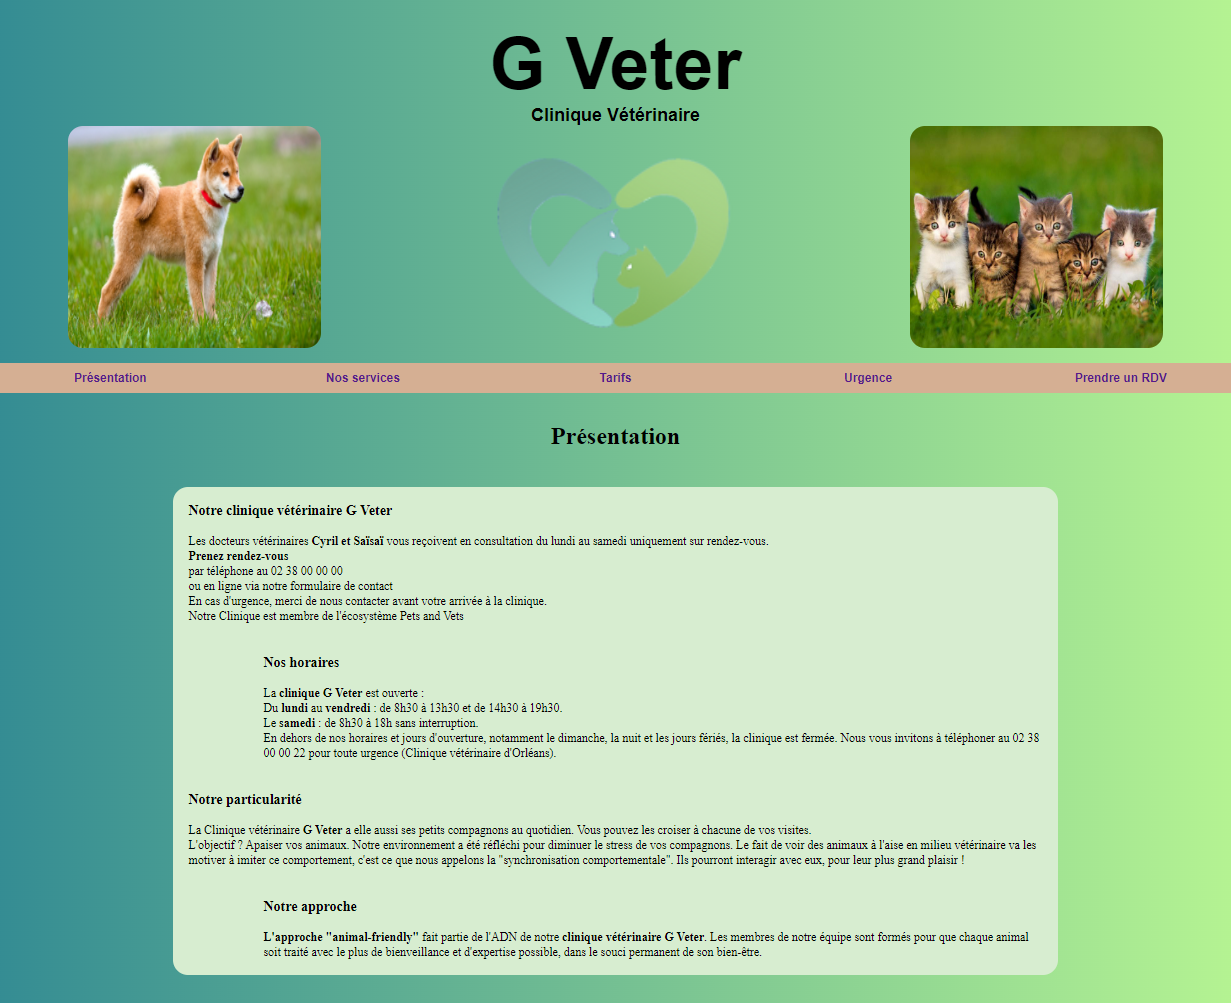 G Veter
Clinique Vétérinaire
Présentation
Nos services
Tarifs
Urgence
Prendre un RDV
Présentation
Notre clinique vétérinaire G Veter
Les docteurs vétérinaires Cyril et Saïsaï vous reçoivent en consultation du lundi au samedi uniquement sur rendez-vous.
Prenez rendez-vous
par téléphone au 02 38 00 00 00
ou en ligne via notre formulaire de contact
En cas d'urgence, merci de nous contacter avant votre arrivée à la clinique.
Notre Clinique est membre de l'écosystème Pets and Vets
Nos horaires
La clinique G Veter est ouverte :
Du lundi au vendredi : de 8h30 à 13h30 et de 14h30 à 19h30.
Le samedi : de 8h30 à 18h sans interruption.
En dehors de nos horaires et jours d'ouverture, notamment le dimanche, la nuit et les jours fériés, la clinique est fermée. Nous vous invitons à téléphoner au 02 38
00 00 22 pour toute urgence (Clinique vétérinaire d'Orléans).
Notre particularité
La Clinique vétérinaire G Veter a elle aussi ses petits compagnons au quotidien. Vous pouvez les croiser à chacune de vos visites.
L'objectif ? Apaiser vos animaux. Notre environnement a été réfléchi pour diminuer le stress de vos compagnons. Le fait de voir des animaux à l'aise en milieu vétérinaire va les
motiver à imiter ce comportement, c'est ce que nous appelons la "synchronisation comportementale". Ils pourront interagir avec eux, pour leur plus grand plaisir !
Notre approche
L'approche "animal-friendly" fait partie de l'ADN de notre clinique vétérinaire G Veter. Les membres de notre équipe sont formés pour que chaque animal
soit traité avec le plus de bienveillance et d'expertise possible, dans le souci permanent de son bien-être.